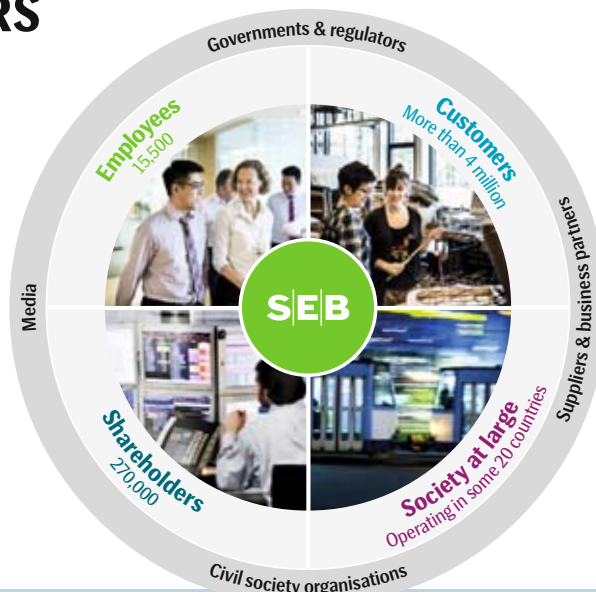 RS
Governments & regulators
Employees
15,500
Customers
More than 4 million
Media
S|E|B
Suppliers & business partners
Shareholders
270,000
Society at large
Operating in some 20 countries
Civil society organisations